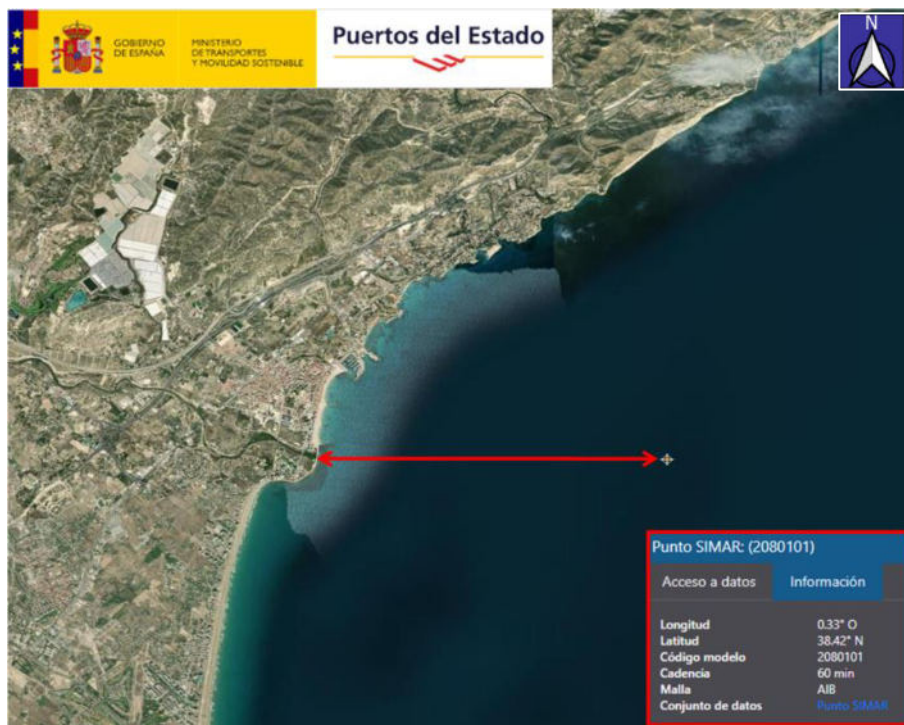 GOBIERNO
DE ESPAÑA
MINISTERIO
DE TRANSPORTES
Y MOVILIDAD SOSTENIBLE
Puertos del Estado
N
Punto SIMAR: (2080101)
Acceso a datos Información
Longitud 0.33° O
Latitud 38.42° N
Código modelo 2080101
Cadencia 60 min
Malla AIB
Conjunto de datos Punto SIMAR